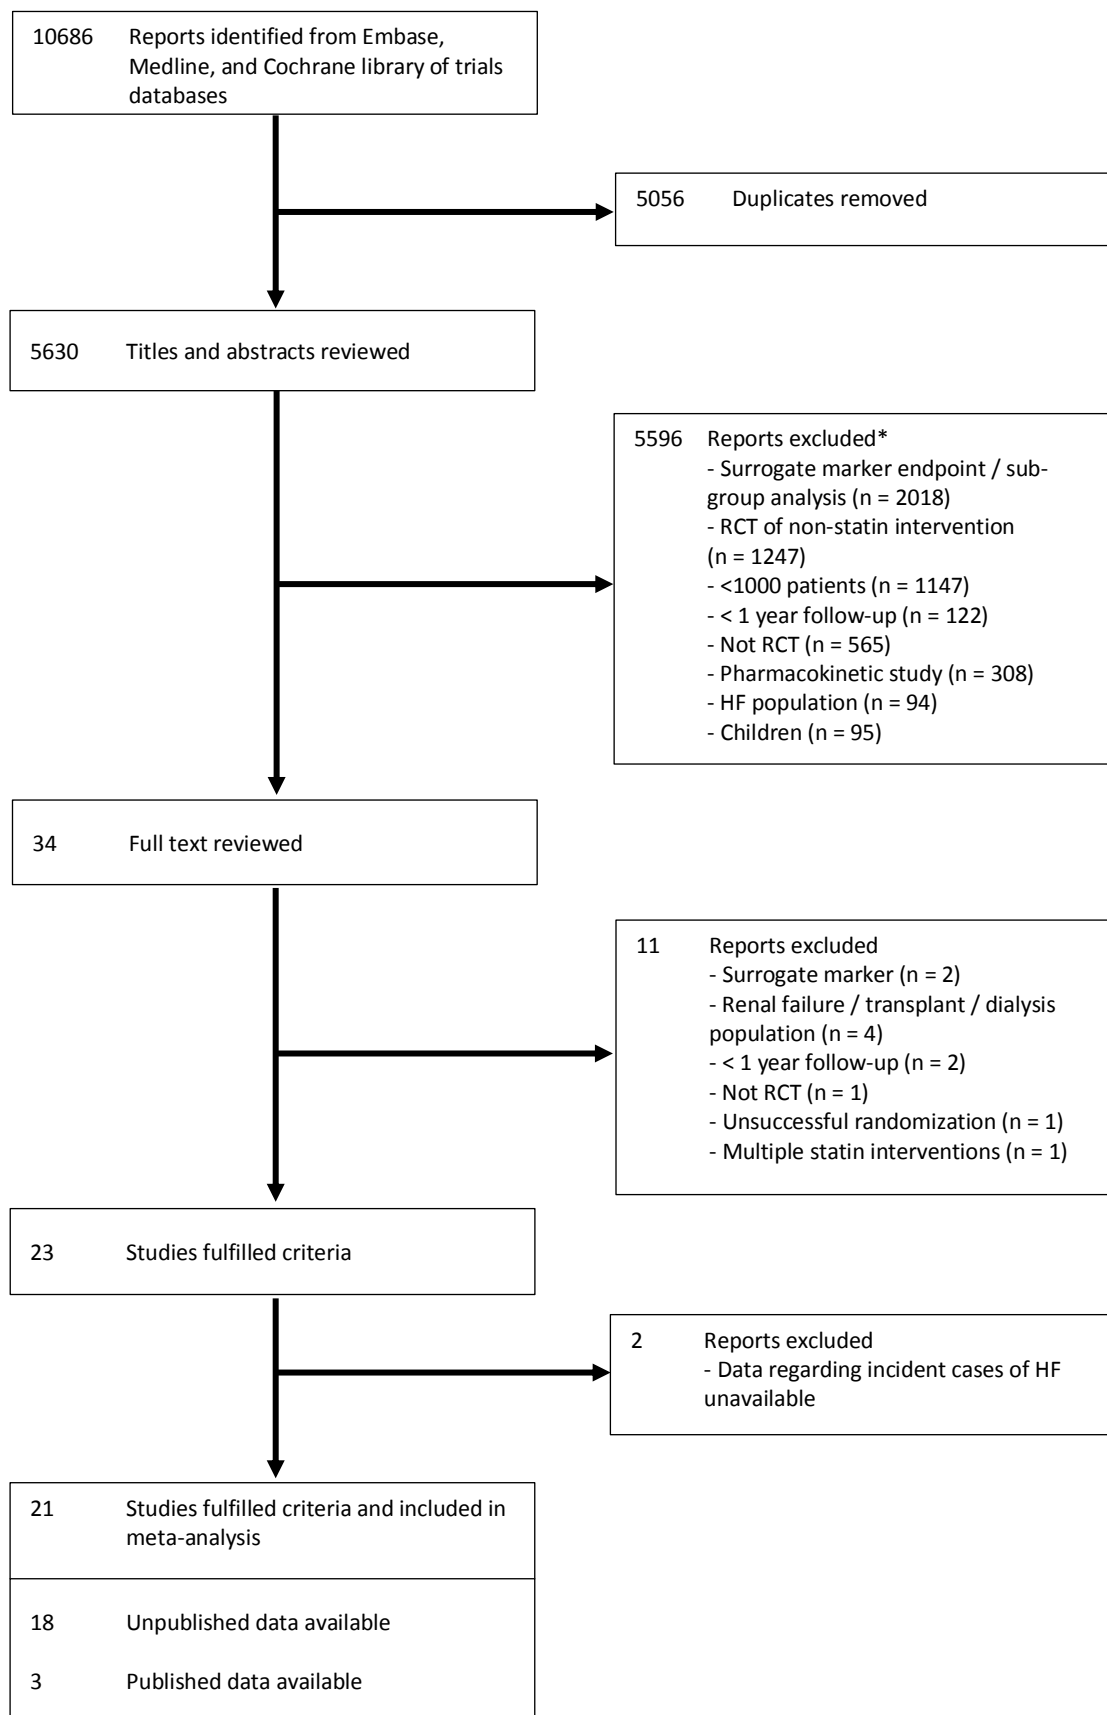 10686 Reports identified from Embase,
Medline, and Cochrane library of trials
databases
5056 Duplicates removed
5630 Titles and abstracts reviewed
5596 Reports excluded*
- Surrogate marker endpoint / sub-
group analysis (n = 2018)
- RCT of non-statin intervention
(n = 1247)
- <1000 patients (n = 1147)
- < 1 year follow-up (n = 122)
- Not RCT (n = 565)
- Pharmacokinetic study (n = 308)
- HF population (n = 94)
- Children (n = 95)
34 Full text reviewed
11 Reports excluded
- Surrogate marker (n = 2)
- Renal failure / transplant / dialysis
population (n = 4)
- < 1 year follow-up (n = 2)
- Not RCT (n = 1)
- Unsuccessful randomization (n = 1)
- Multiple statin interventions (n = 1)
23 Studies fulfilled criteria
2 Reports excluded
- Data regarding incident cases of HF
unavailable
21 Studies fulfilled criteria and included in
meta-analysis
18 Unpublished data available
3 Published data available